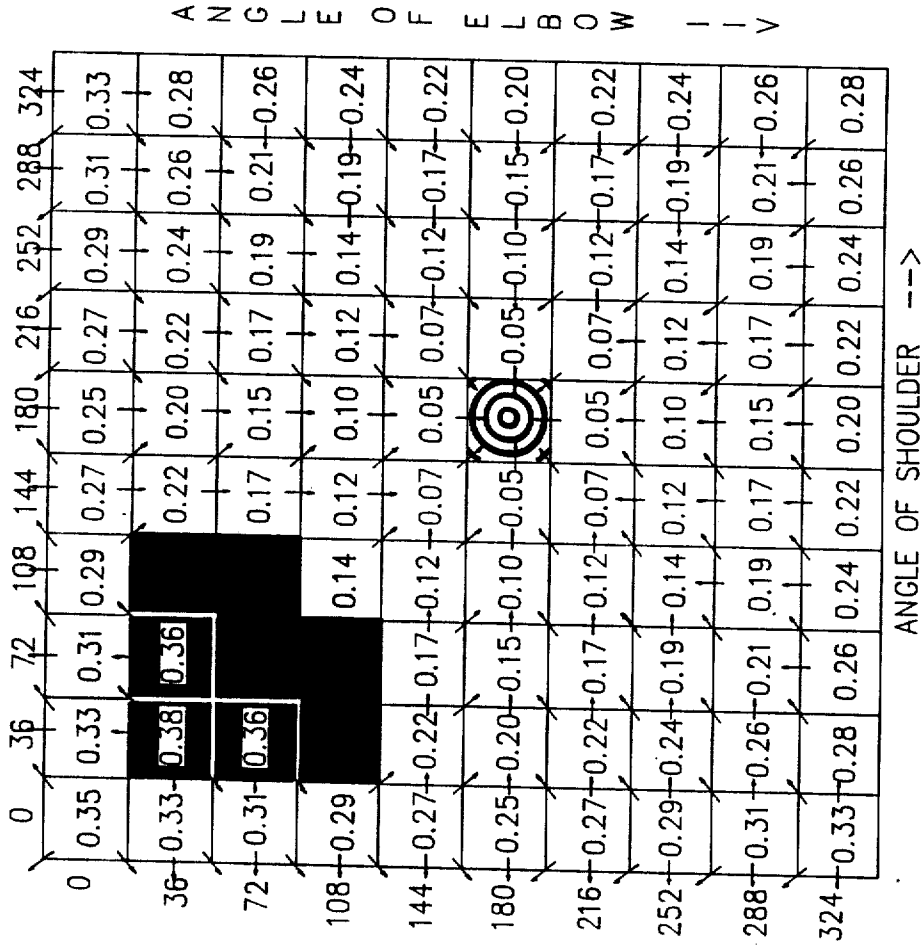 0 36 72 108 144 180 216 252 288 324
0 0.35 0.33 0.31 0.29 0.27 0.25 0.27 0.29 0.31 0.33
36 0.33 0.38 0.36 0.22 0.20 0.22 0.24 0.26 0.28
72 0.31 0.36 0.17 0.15 0.17 0.19 0.21 0.26
108 0.29 0.14 0.12 0.10 0.12 0.14 0.19 0.24
144 0.27 0.22 0.17 0.12 0.07 0.05 0.07 0.12 0.17 0.22
180 0.25 0.20 0.15 0.10 0.05 0.05 0.10 0.15 0.20
216 0.27 0.22 0.17 0.12 0.07 0.05 0.07 0.12 0.17 0.22
252 0.29 0.24 0.19 0.14 0.12 0.10 0.12 0.14 0.19 0.24
288 0.31 0.26 0.21 0.19 0.17 0.15 0.17 0.19 0.21 0.26
324 0.33 0.28 0.26 0.24 0.22 0.20 0.22 0.24 0.26 0.28
ANGLE OF SHOULDER -->
ANGLE OF ELBOW | | V